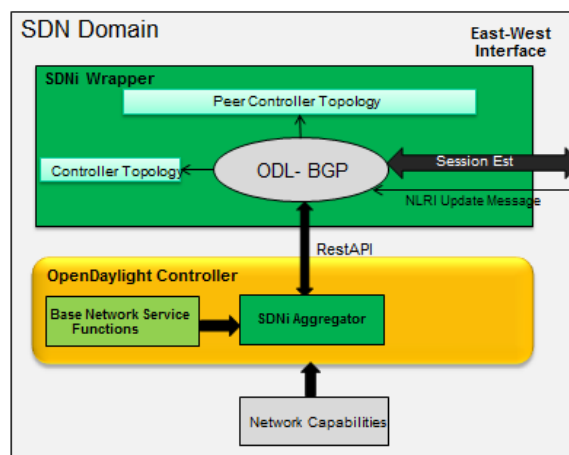 SDN Domain
East-West
Interface
SDNi Wrapper
Peer Controller Topology
Controller Topology
ODL- BGP
Session Est
NLRI Update Message
RestAPI
OpenDaylight Controller
Base Network Service
Functions
SDNi Aggregator
Network Capabilities